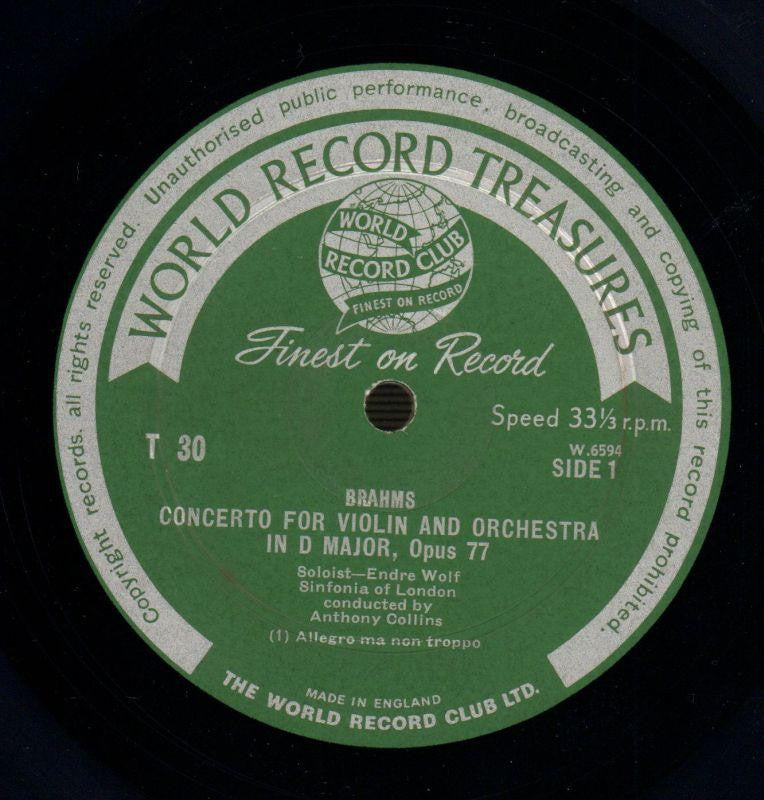 Copyright records. all rights reserved. Unauthorised public performance, broadcasting and copying of this record prohibited.
WORLD RECORD TREASURES
WORLD
RECORD CLUB
FINEST ON RECORD
Finest on Record
Speed 33⅓ r.p.m.
T 30
W.6594
SIDE 1
BRAHMS
CONCERTO FOR VIOLIN AND ORCHESTRA
IN D MAJOR, Opus 77
Soloist—Endre Wolf
Sinfonia of London
conducted by
Anthony Collins
(1) Allegro ma non troppo
MADE IN ENGLAND
THE WORLD RECORD CLUB LTD.